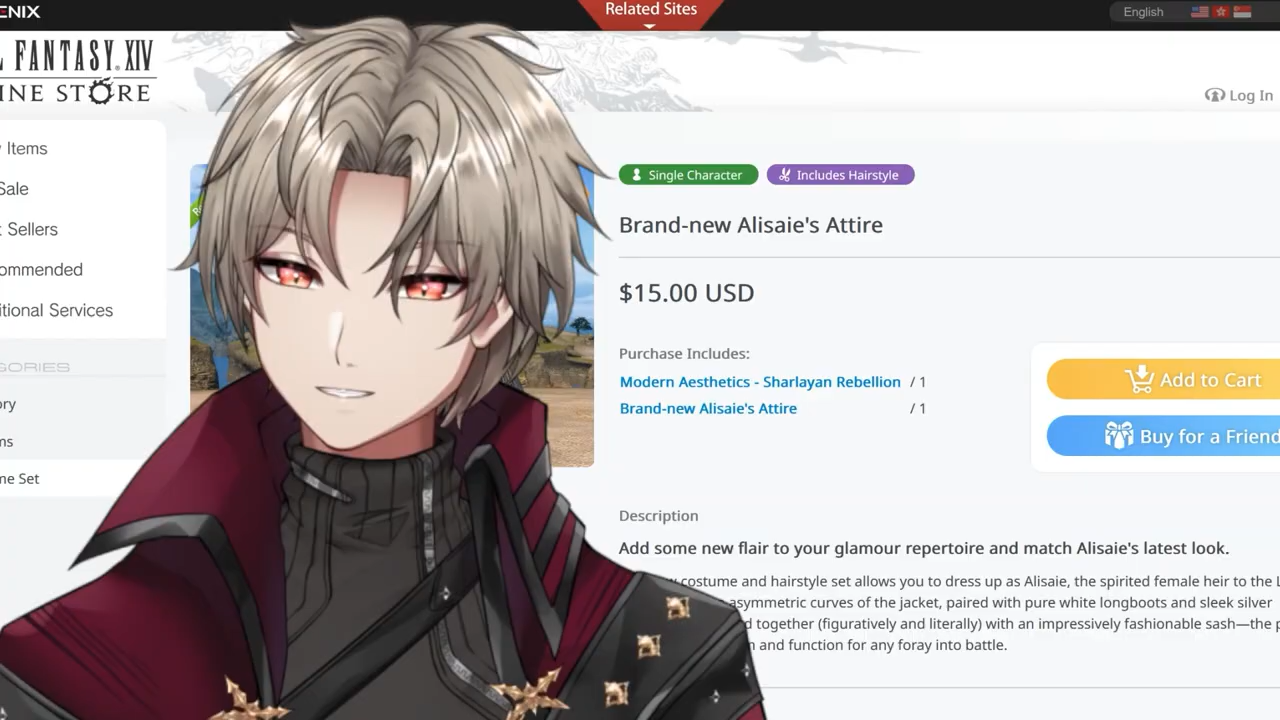 ENIX
Related Sites
English
FANTASY XIV
INE STORE
Log In
Items
Sale
Sellers
ommended
itional Services
GORIES
ory
ms
me Set
Single Character
Includes Hairstyle
Brand-new Alisaie's Attire
$15.00 USD
Purchase Includes:
Modern Aesthetics - Sharlayan Rebellion / 1
Brand-new Alisaie's Attire / 1
Add to Cart
Buy for a Friend
Description
Add some new flair to your glamour repertoire and match Alisaie's latest look.
costume and hairstyle set allows you to dress up as Alisaie, the spirited female heir to the L
asymmetric curves of the jacket, paired with pure white longboots and sleek silver
d together (figuratively and literally) with an impressively fashionable sash—the p
and function for any foray into battle.